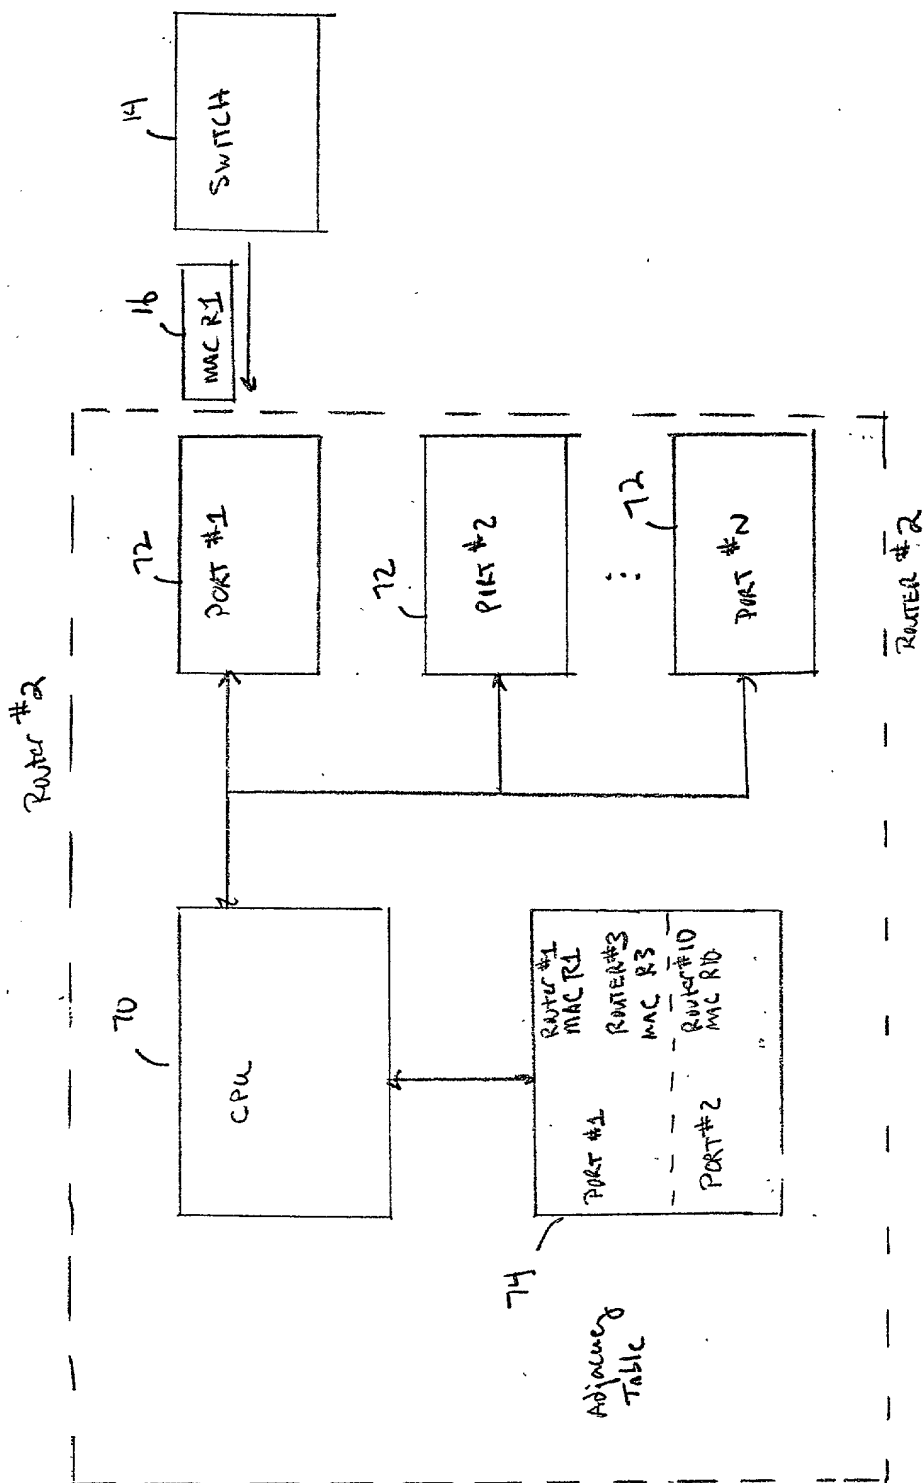 Router #2
70
CPU
72
PORT #1
16
MAC R1
14
SWITCH
72
PIRT #2
72
PORT #N
74
Adjacency
Table
PORT #1
Router #1
MAC R1
ROUTER #3
MAC R3
PORT #2
Router #10
MAC R10
ROUTER #2